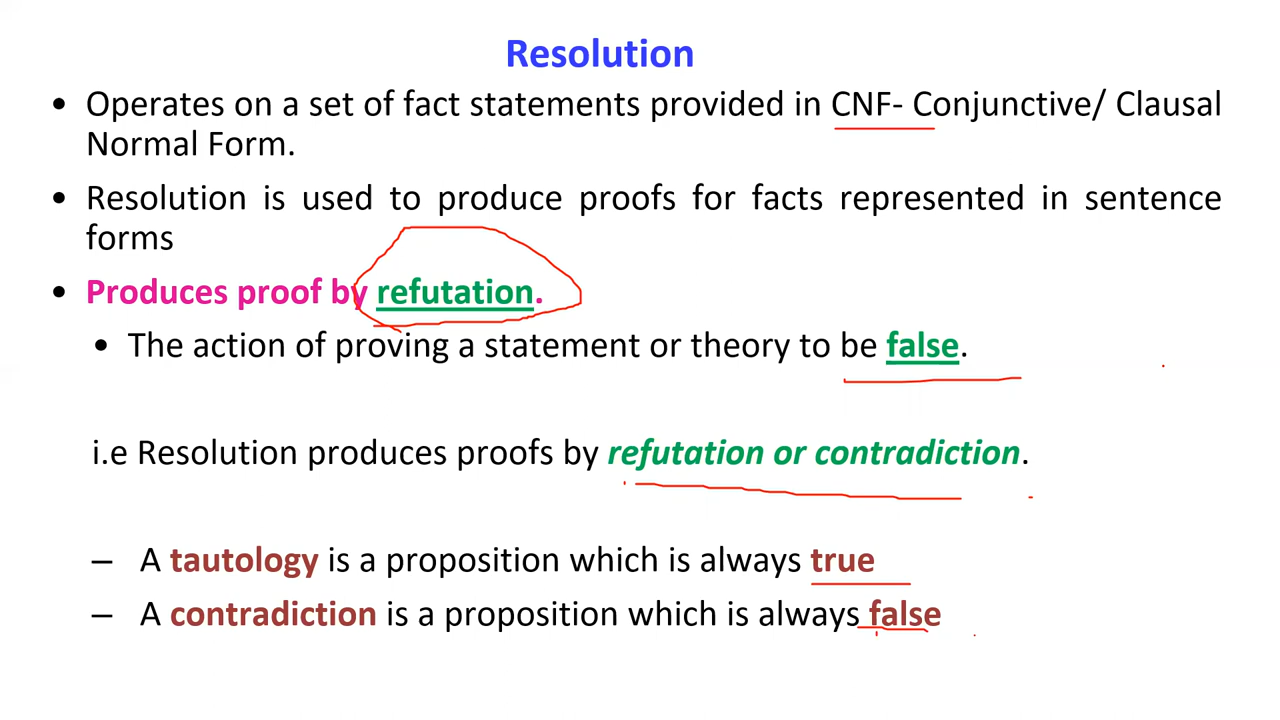 Resolution
• Operates on a set of fact statements provided in CNF- Conjunctive/ Clausal
Normal Form.
• Resolution is used to produce proofs for facts represented in sentence
forms
• Produces proof by refutation.
• The action of proving a statement or theory to be false.
i.e Resolution produces proofs by refutation or contradiction.
– A tautology is a proposition which is always true
– A contradiction is a proposition which is always false